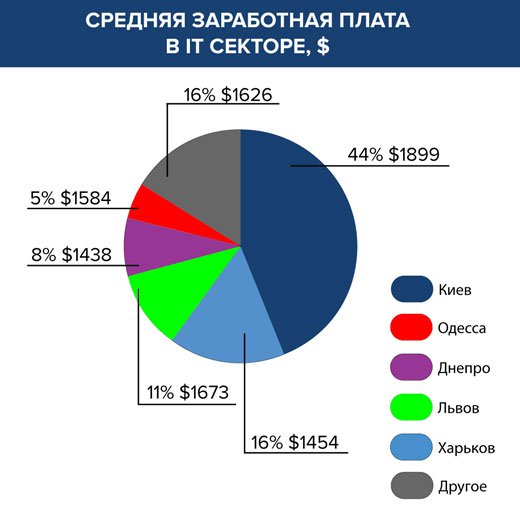 СРЕДНЯЯ ЗАРАБОТНАЯ ПЛАТА
В IT СЕКТОРЕ, $
16% $1626
44% $1899
5% $1584
8% $1438
11% $1673
16% $1454
Киев
Одесса
Днепро
Львов
Харьков
Другое